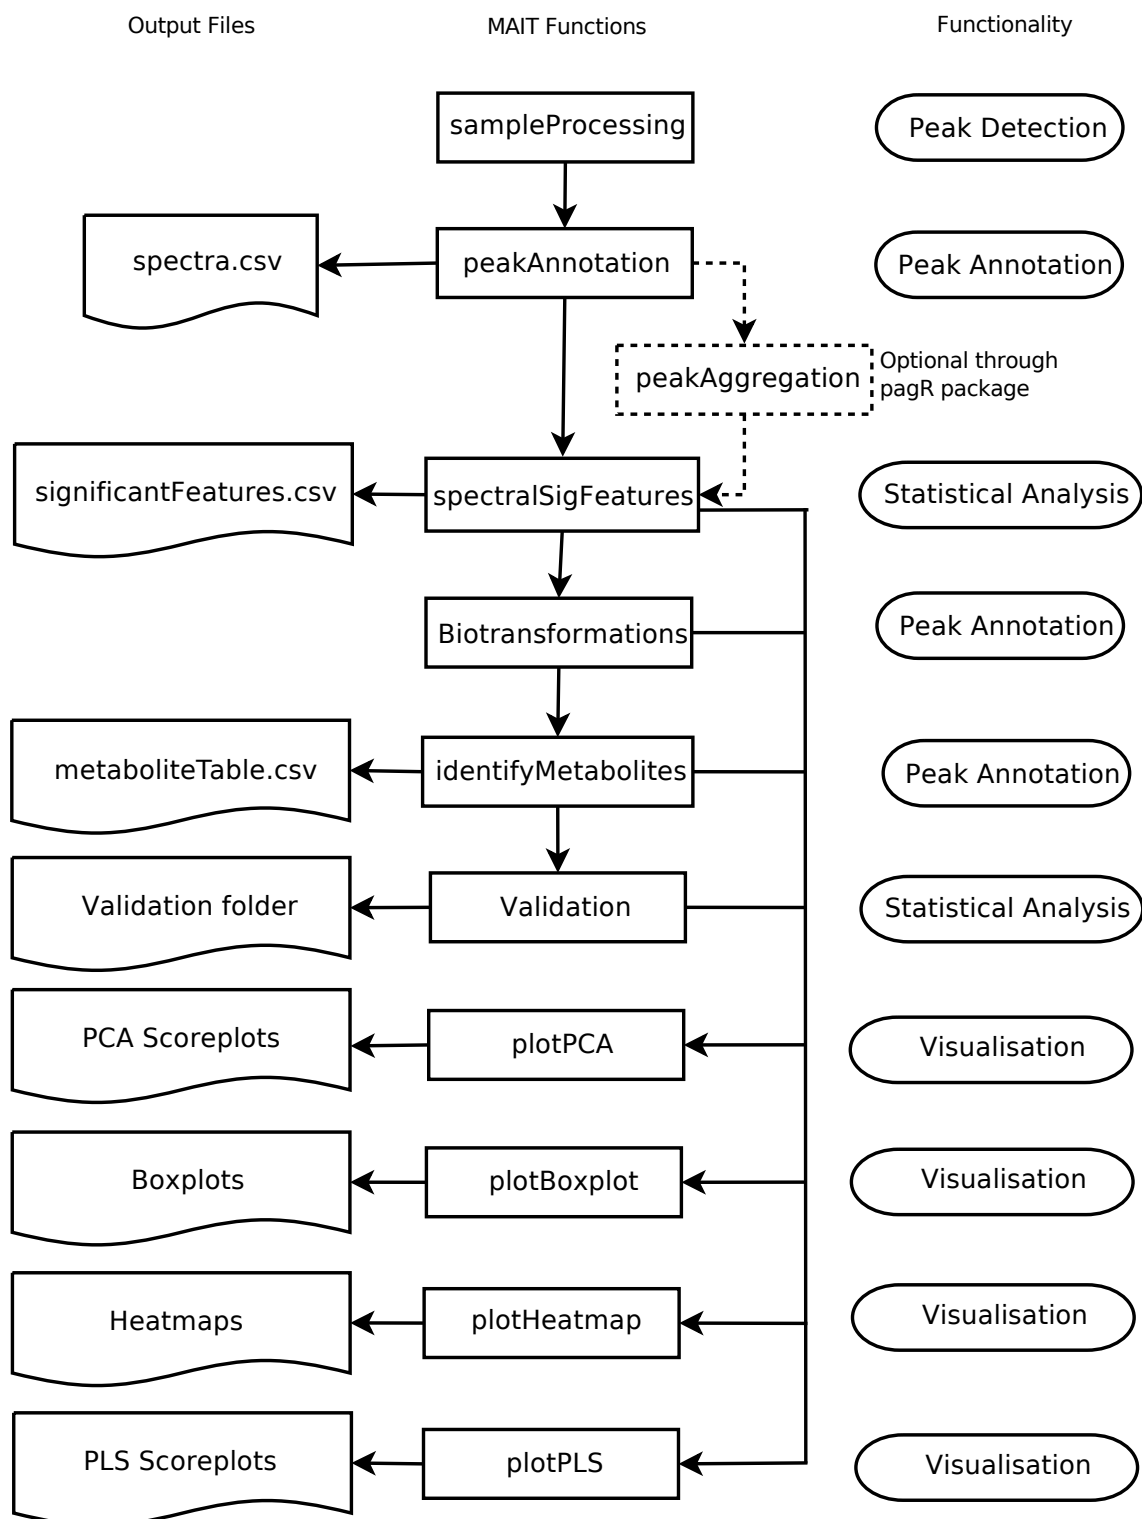 Output Files
MAIT Functions
Functionality
sampleProcessing
Peak Detection
spectra.csv
peakAnnotation
Peak Annotation
peakAggregation
Optional through
pagR package
significantFeatures.csv
spectralSigFeatures
Statistical Analysis
Biotransformations
Peak Annotation
metaboliteTable.csv
identifyMetabolites
Peak Annotation
Validation folder
Validation
Statistical Analysis
PCA Scoreplots
plotPCA
Visualisation
Boxplots
plotBoxplot
Visualisation
Heatmaps
plotHeatmap
Visualisation
PLS Scoreplots
plotPLS
Visualisation